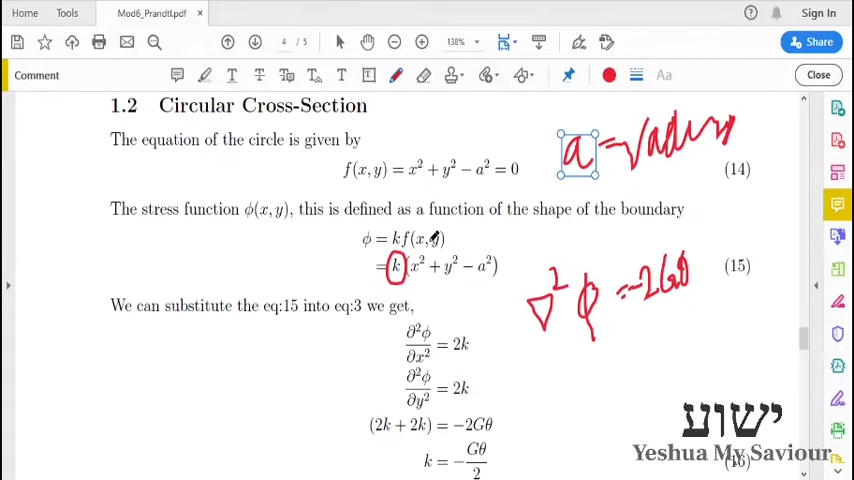 Home
Tools
Mod6_Prandtl.pdf ×
Sign In
4 / 5
138%
Share
Comment
Aa
Close
1.2 Circular Cross-Section
The equation of the circle is given by
f(x, y) = x² + y² − a² = 0 (14)
a = radius
The stress function ϕ(x, y), this is defined as a function of the shape of the boundary
ϕ = kf(x, y)
= k(x² + y² − a²) (15)
∇²ϕ = −2Gθ
We can substitute the eq:15 into eq:3 we get,
∂²ϕ/∂x² = 2k
∂²ϕ/∂y² = 2k
(2k + 2k) = −2Gθ
k = −Gθ/2 (16)
ישוע
Yeshua My Saviour